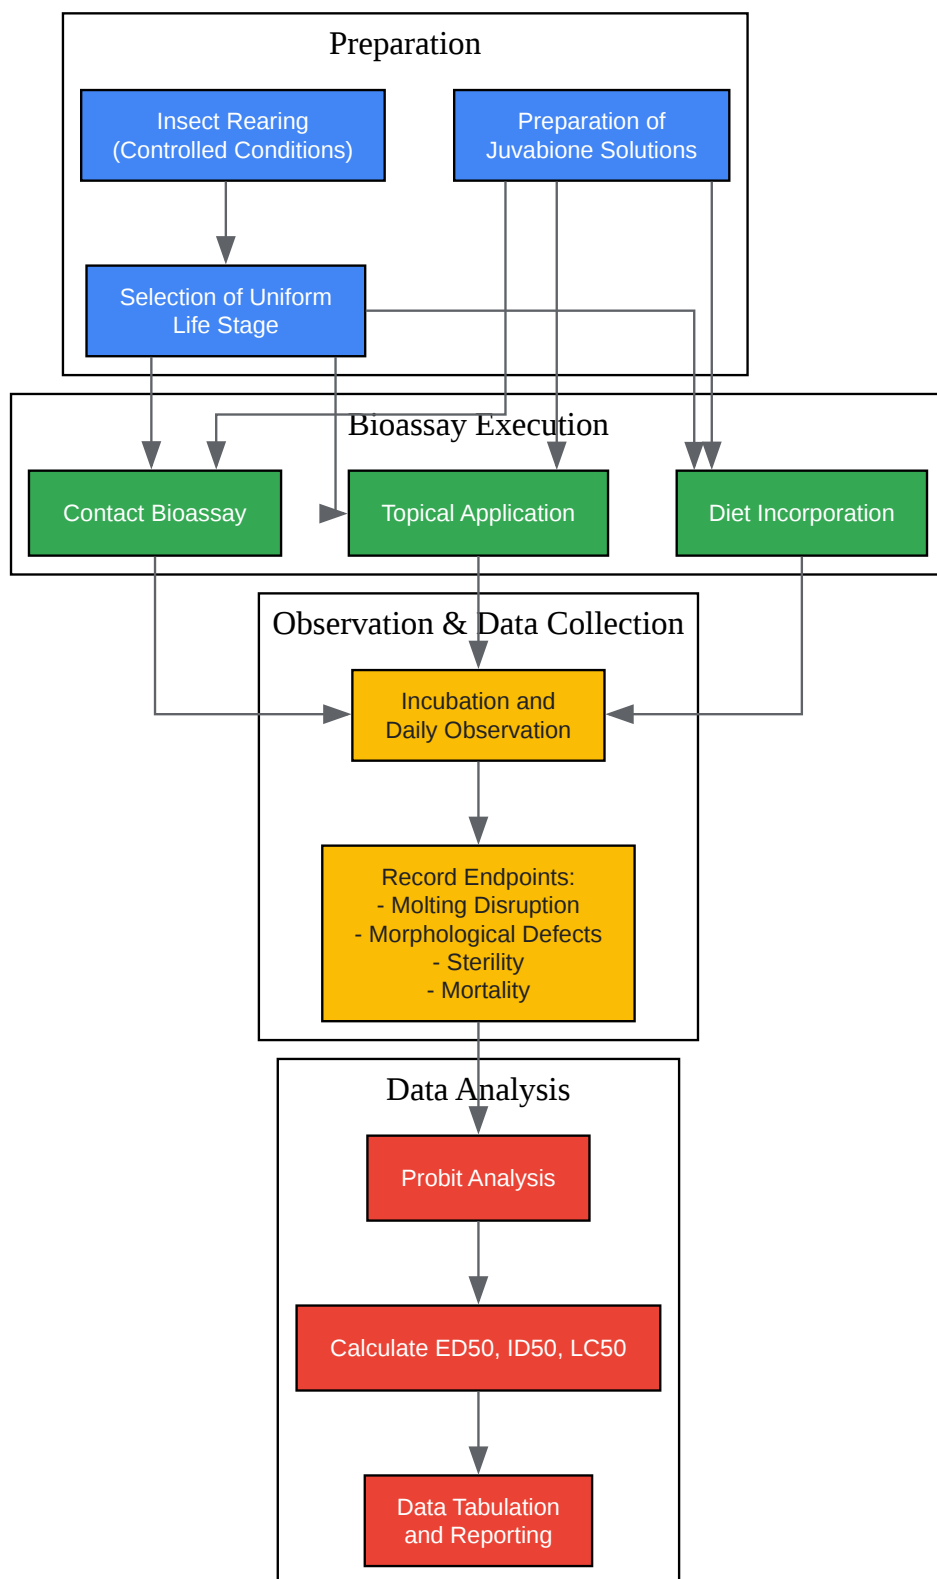 Preparation
Insect Rearing
(Controlled Conditions)
Preparation of
Juvabione Solutions
Selection of Uniform
Life Stage
Bioassay Execution
Contact Bioassay
Topical Application
Diet Incorporation
Observation & Data Collection
Incubation and
Daily Observation
Record Endpoints:
- Molting Disruption
- Morphological Defects
- Sterility
- Mortality
Data Analysis
Probit Analysis
Calculate ED50, ID50, LC50
Data Tabulation
and Reporting